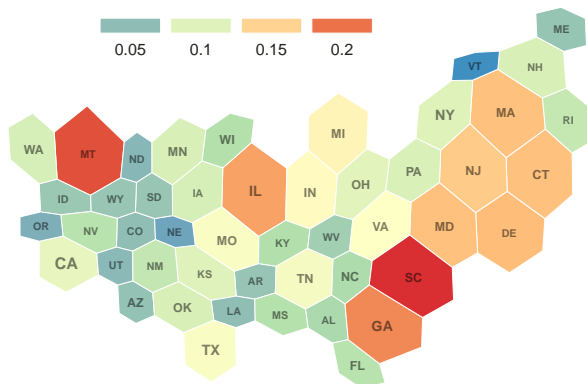 0.05 0.1 0.15 0.2
ME
VT NH
NY MA RI
WA MT ND MN WI MI
ID WY SD IA IL IN OH PA NJ CT
OR NV CO NE MO KY WV VA MD DE
CA UT NM KS AR TN NC SC
AZ OK LA MS AL GA
TX FL